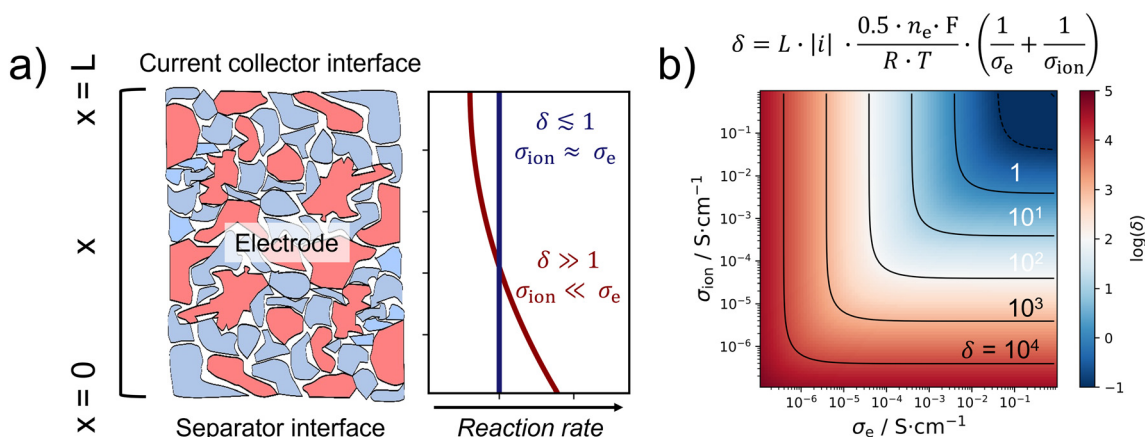 a)
x = L
x
x = 0
Current collector interface
Electrode
Separator interface
δ ≲ 1
σion ≈ σe
δ ≫ 1
σion ≪ σe
Reaction rate
b)
δ = L · |i| · 0.5 · ne · F / R · T · (1/σe + 1/σion)
σion / S·cm⁻¹
10⁻¹
10⁻²
10⁻³
10⁻⁴
10⁻⁵
10⁻⁶
1
10¹
10²
10³
δ = 10⁴
10⁻⁶ 10⁻⁵ 10⁻⁴ 10⁻³ 10⁻² 10⁻¹
σe / S·cm⁻¹
5
4
3
2
1
0
−1
log(δ)